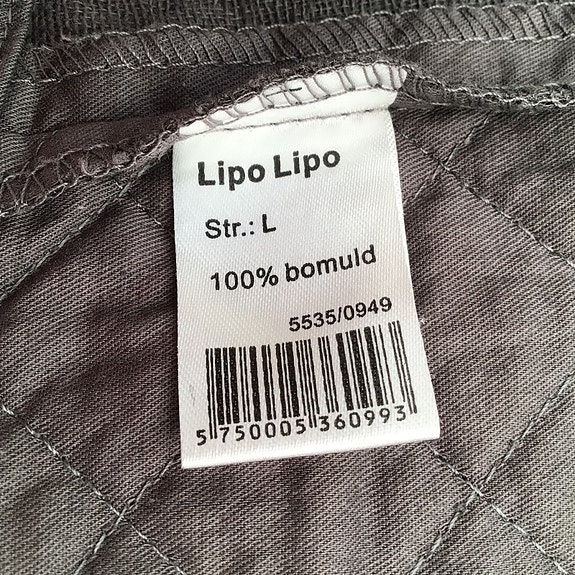 Lipo Lipo
Str.: L
100% bomuld
5535/0949
5 750005 360993